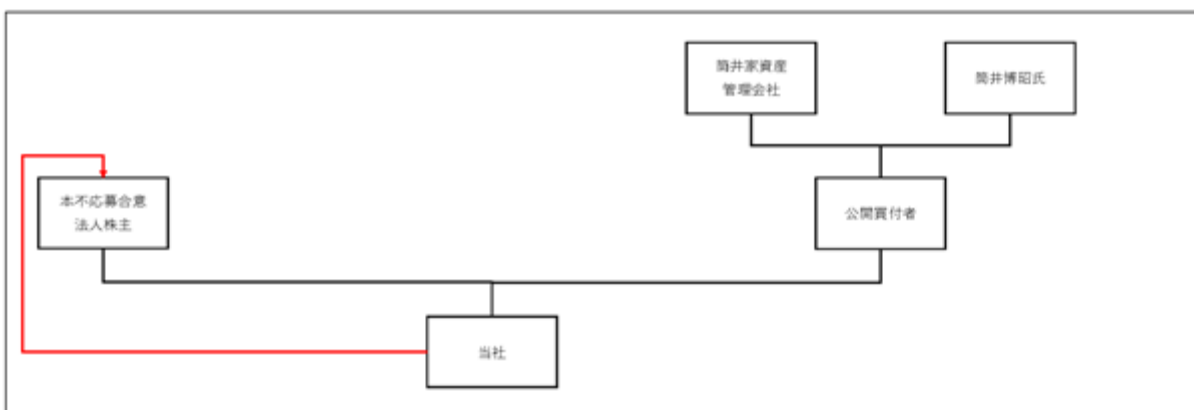 筒井家資産
管理会社
筒井博昭氏
本不応募合意
法人株主
公開買付者
当社